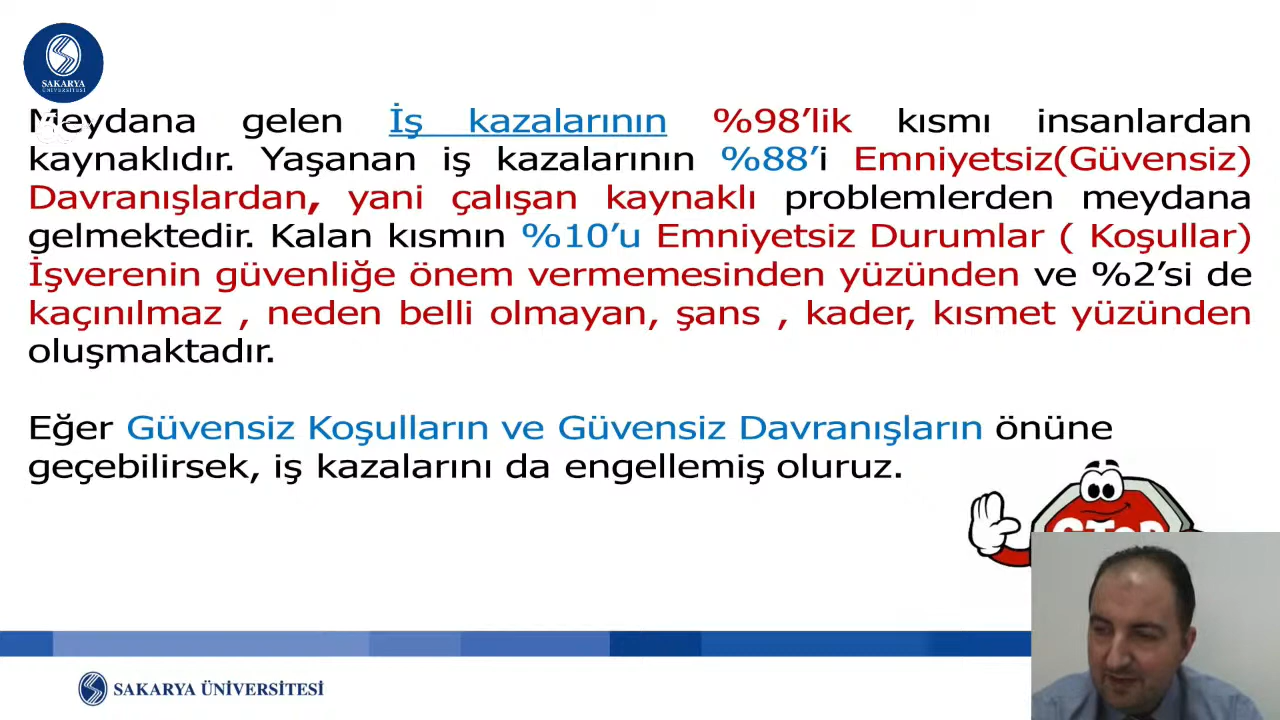 SAKARYA
ÜNİVERSİTESİ
Meydana gelen İş kazalarının %98’lik kısmı insanlardan
kaynaklıdır. Yaşanan iş kazalarının %88’i Emniyetsiz(Güvensiz)
Davranışlardan, yani çalışan kaynaklı problemlerden meydana
gelmektedir. Kalan kısmın %10’u Emniyetsiz Durumlar ( Koşullar)
İşverenin güvenliğe önem vermemesinden yüzünden ve %2’si de
kaçınılmaz , neden belli olmayan, şans , kader, kısmet yüzünden
oluşmaktadır.
Eğer Güvensiz Koşulların ve Güvensiz Davranışların önüne
geçebilirsek, iş kazalarını da engellemiş oluruz.
STOP
SAKARYA ÜNİVERSİTESİ